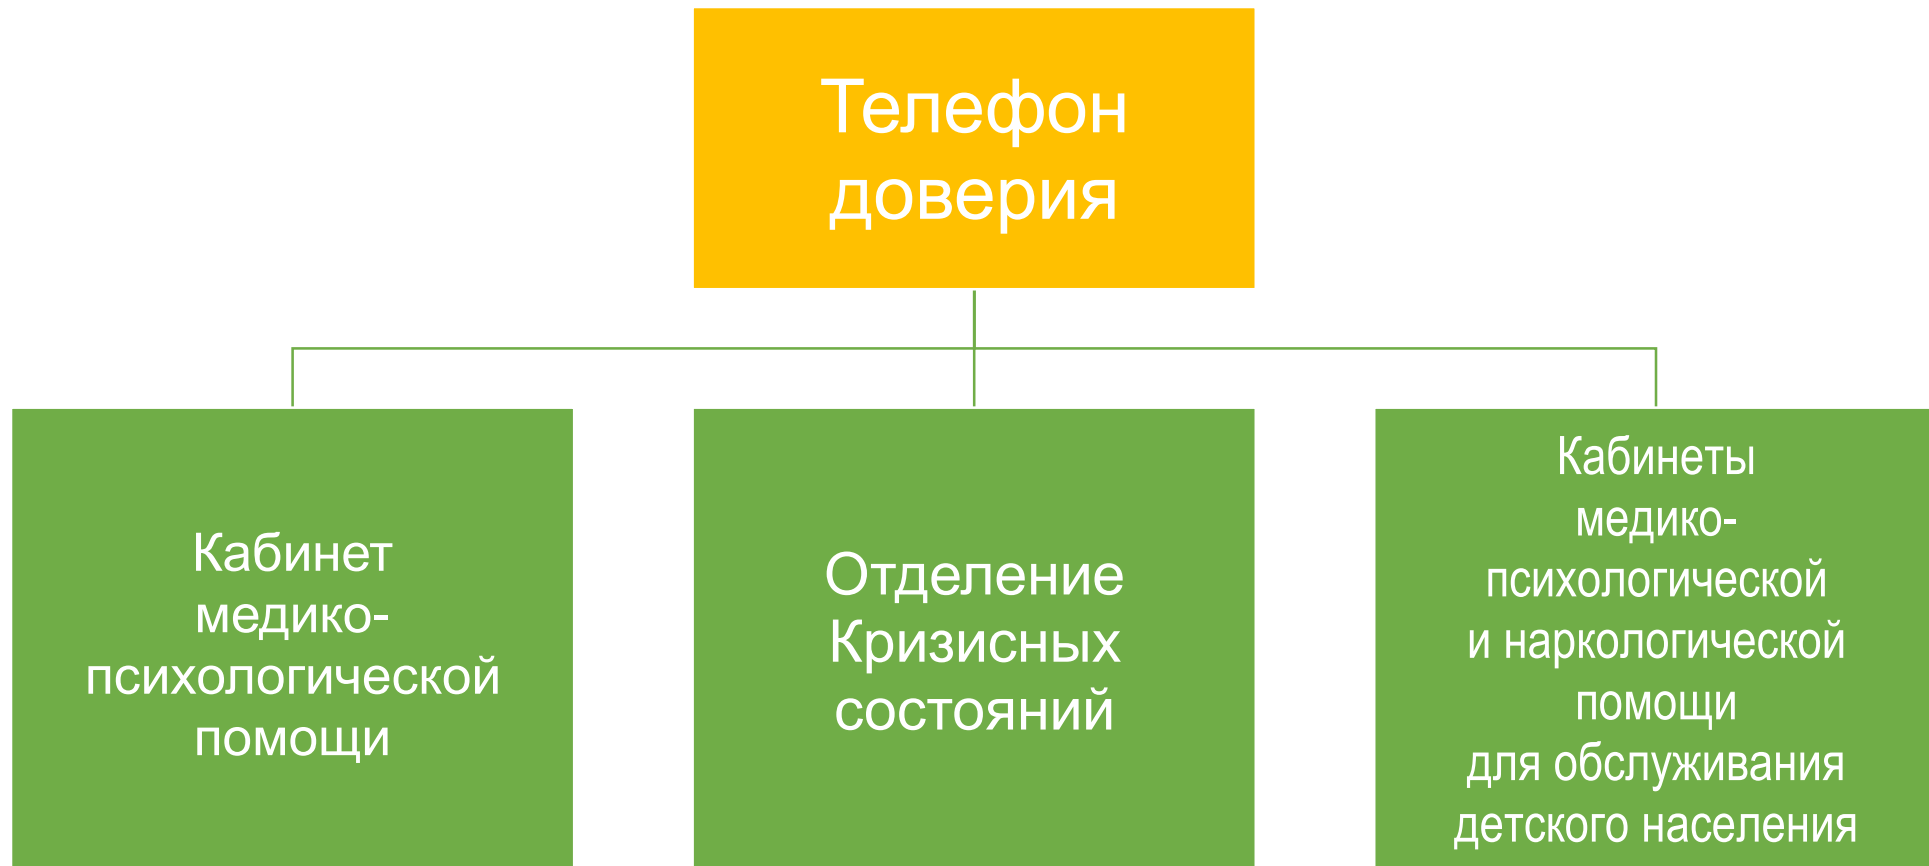 Телефон
доверия
Кабинет
медико-
психологической
помощи
Отделение
Кризисных
состояний
Кабинеты
медико-
психологической
и наркологической
помощи
для обслуживания
детского населения